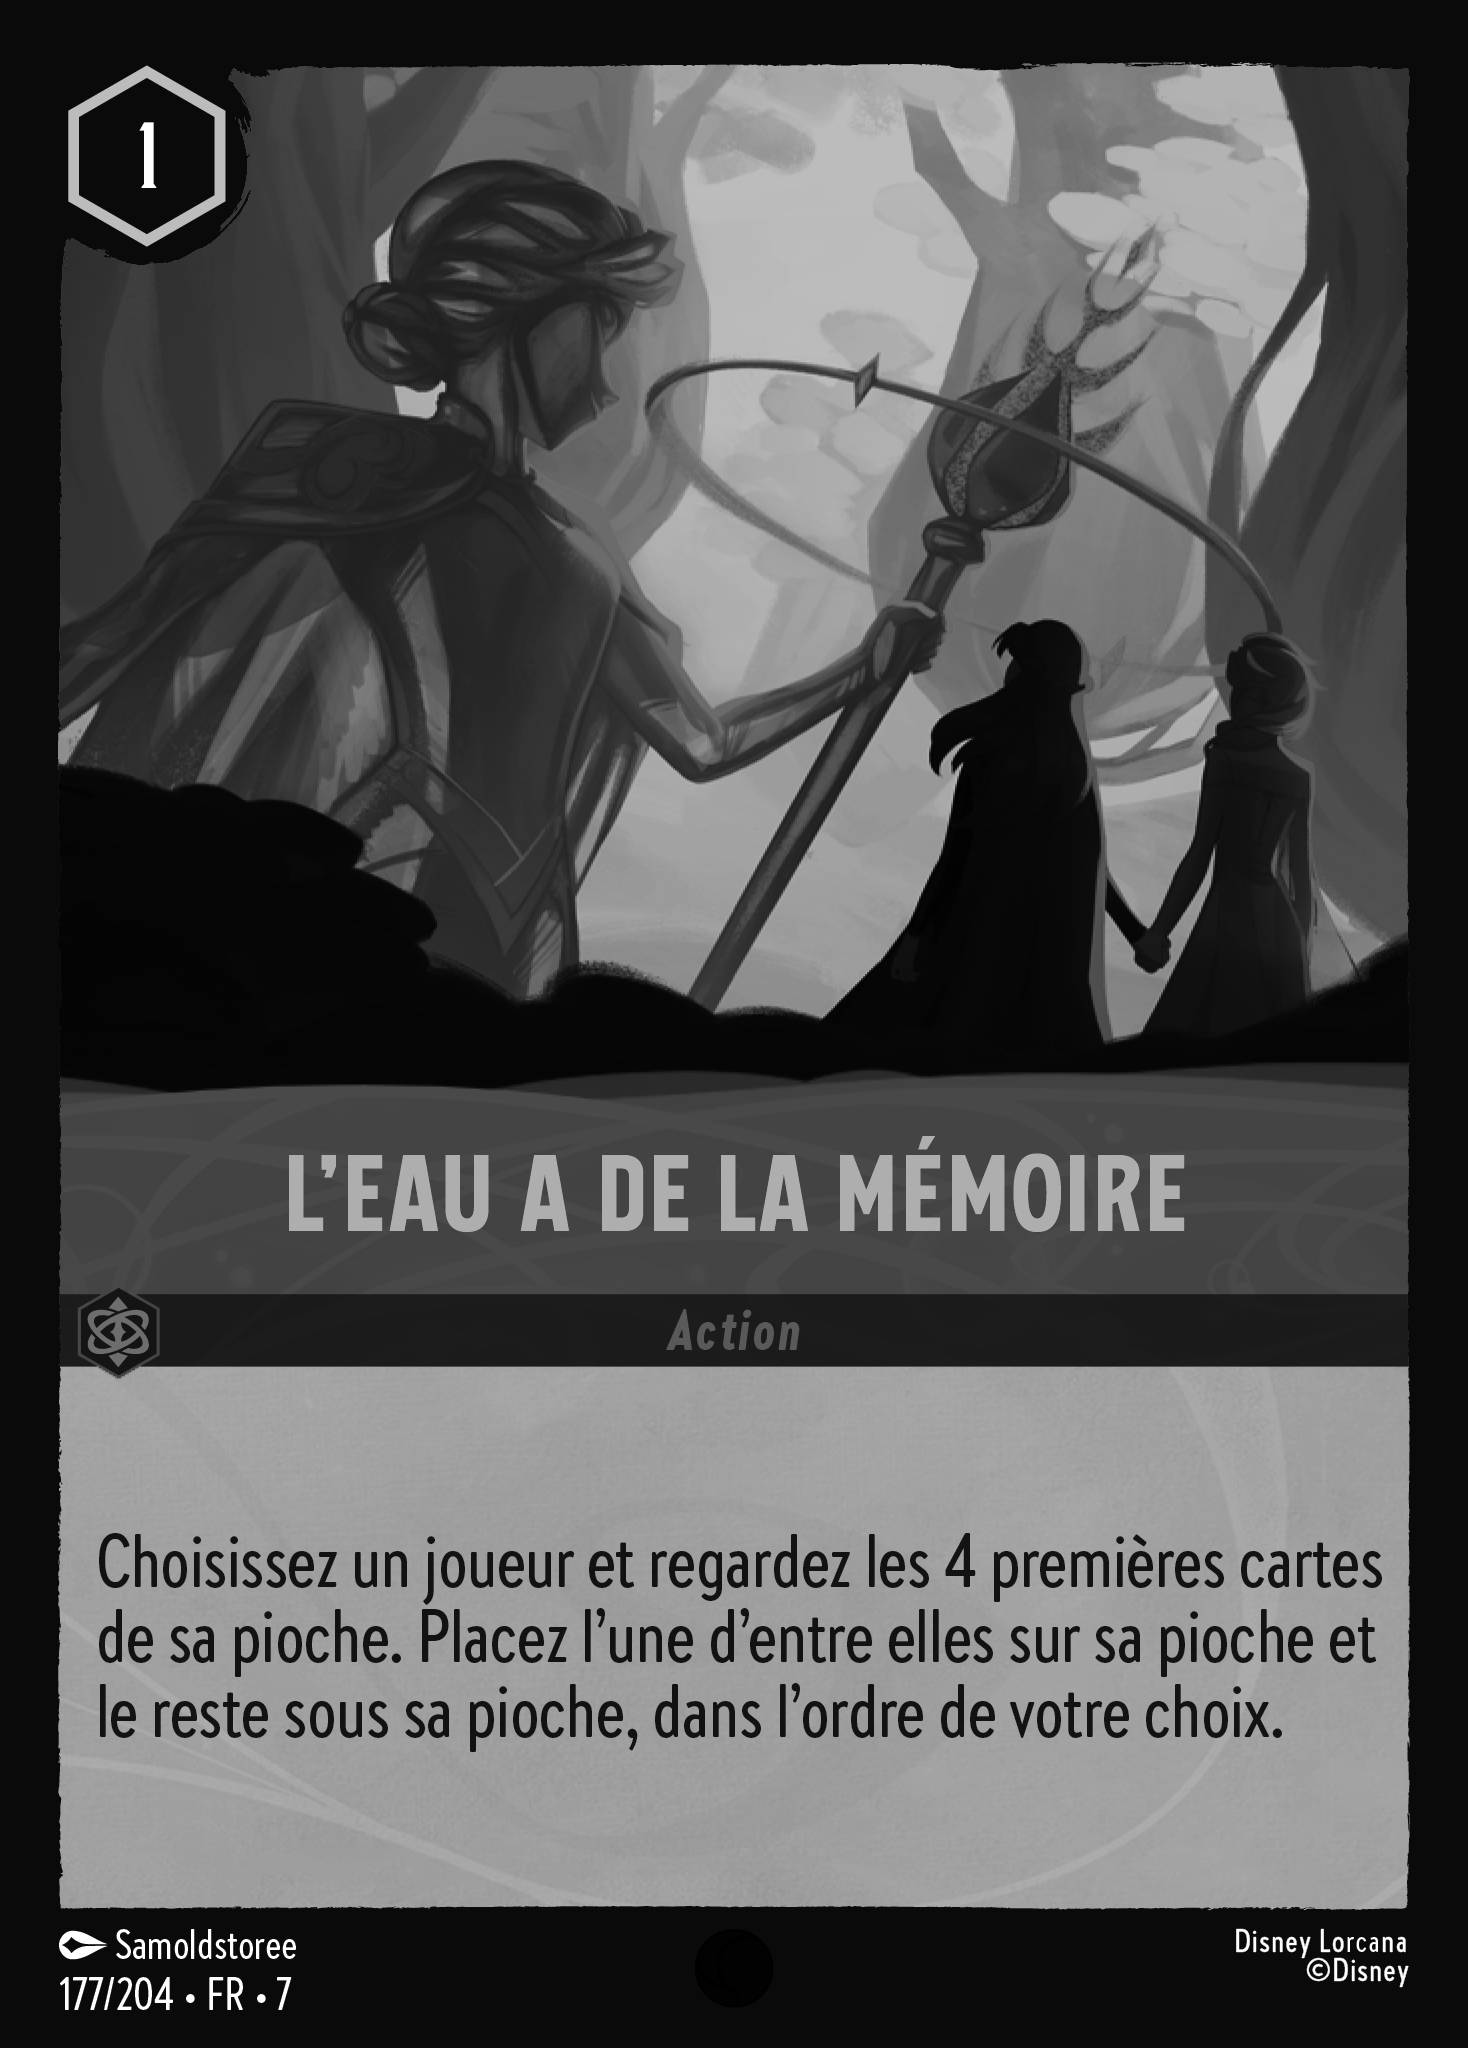 1
L’EAU A DE LA MÉMOIRE
Action
Choisissez un joueur et regardez les 4 premières cartes
de sa pioche. Placez l’une d’entre elles sur sa pioche et
le reste sous sa pioche, dans l’ordre de votre choix.
Samoldstoree
177/204 • FR • 7
Disney Lorcana
©Disney